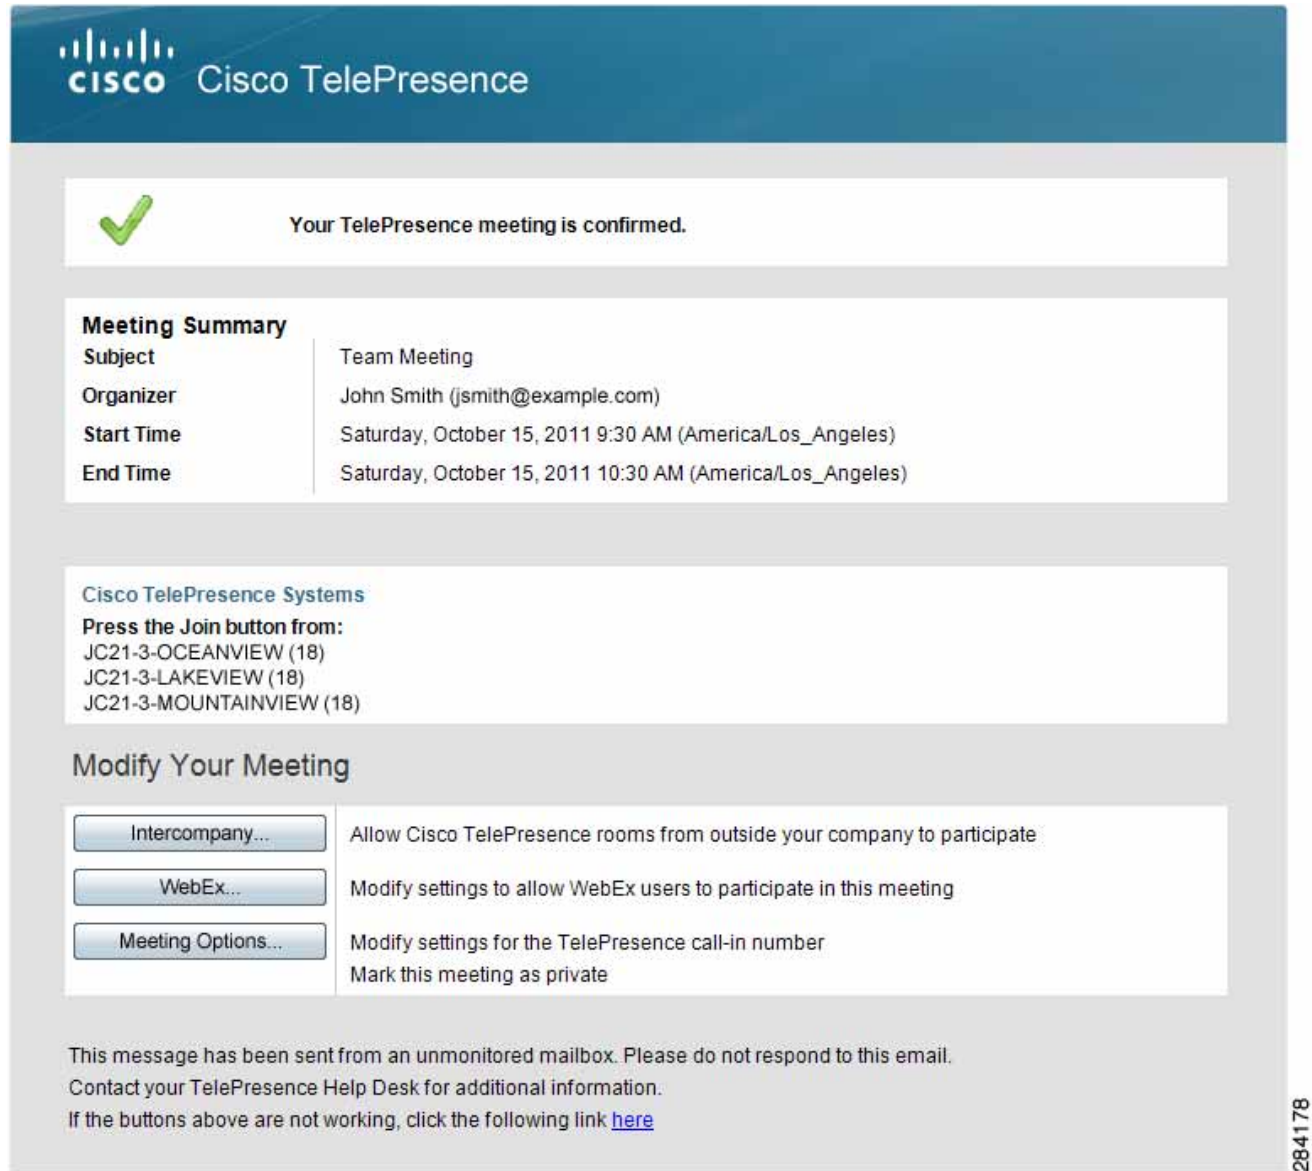 CISCO Cisco TelePresence
Your TelePresence meeting is confirmed.
Meeting Summary
Subject Team Meeting
Organizer John Smith (jsmith@example.com)
Start Time Saturday, October 15, 2011 9:30 AM (America/Los_Angeles)
End Time Saturday, October 15, 2011 10:30 AM (America/Los_Angeles)
Cisco TelePresence Systems
Press the Join button from:
JC21-3-OCEANVIEW (18)
JC21-3-LAKEVIEW (18)
JC21-3-MOUNTAINVIEW (18)
Modify Your Meeting
Intercompany... Allow Cisco TelePresence rooms from outside your company to participate
WebEx... Modify settings to allow WebEx users to participate in this meeting
Meeting Options... Modify settings for the TelePresence call-in number
Mark this meeting as private
This message has been sent from an unmonitored mailbox. Please do not respond to this email.
Contact your TelePresence Help Desk for additional information.
If the buttons above are not working, click the following link here
284178